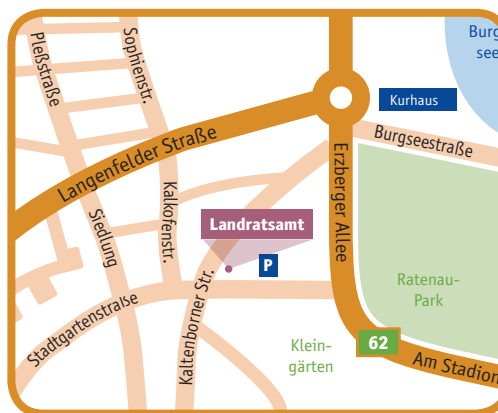 Burg
see
Pleßstraße
Sophienstr.
Kurhaus
Burgseestraße
Langenfelder Straße
Erzberger Allee
Kalkofenstr.
Siedlung
Landratsamt
P
Ratenau-
Park
Stadtgartenstraße
Kaltenborner Str.
Klein-
gärten
62
Am Stadion